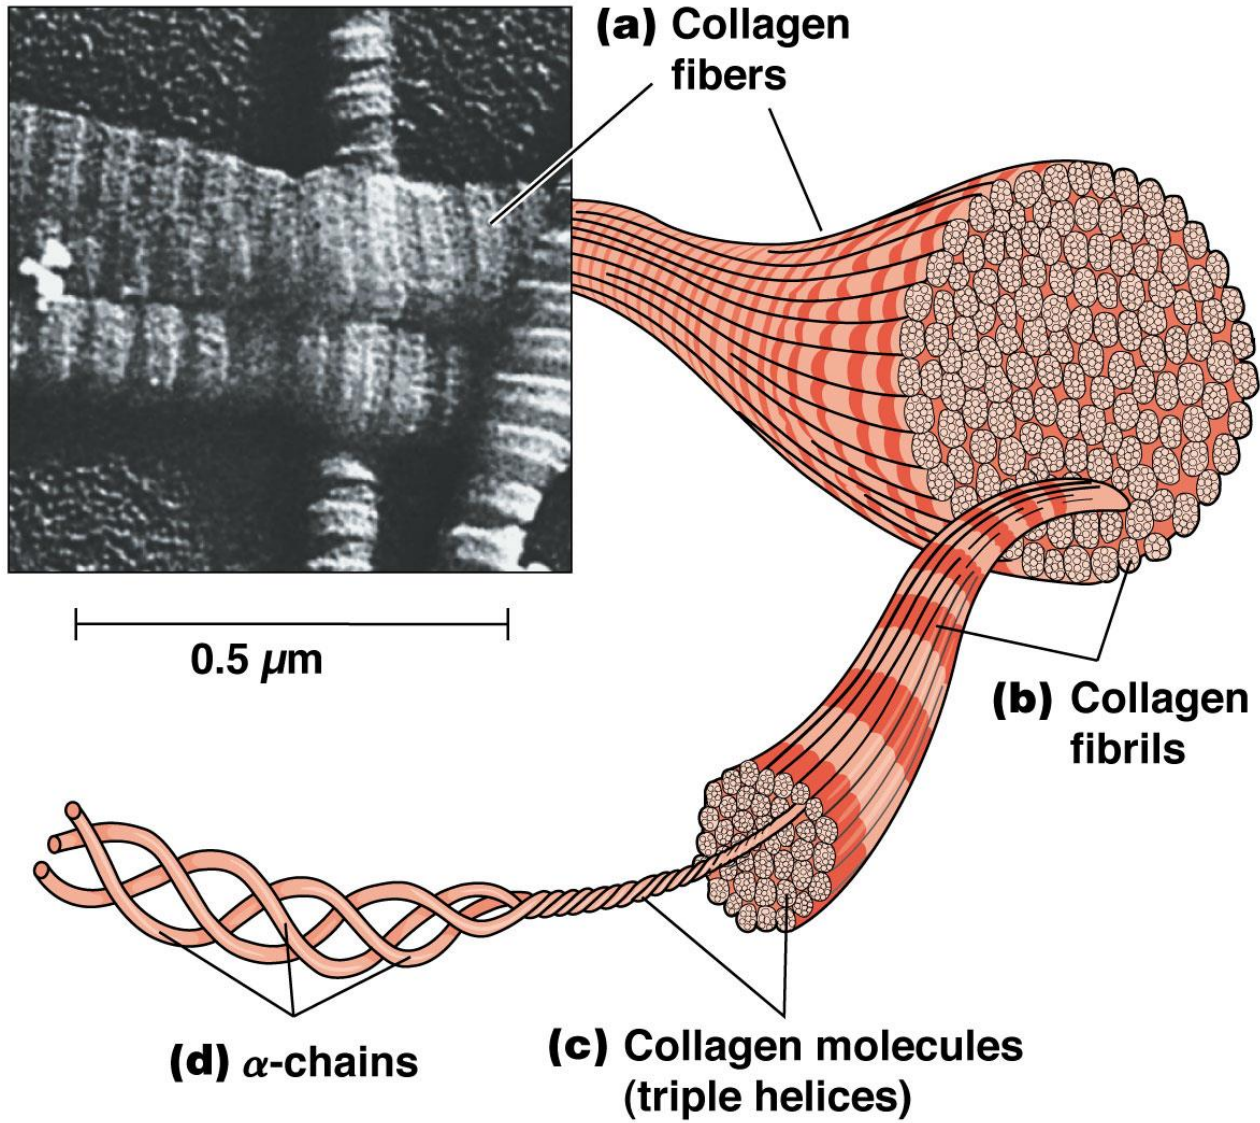 (a) Collagen
fibers
0.5 µm
(b) Collagen
fibrils
(c) Collagen molecules
(triple helices)
(d) α-chains